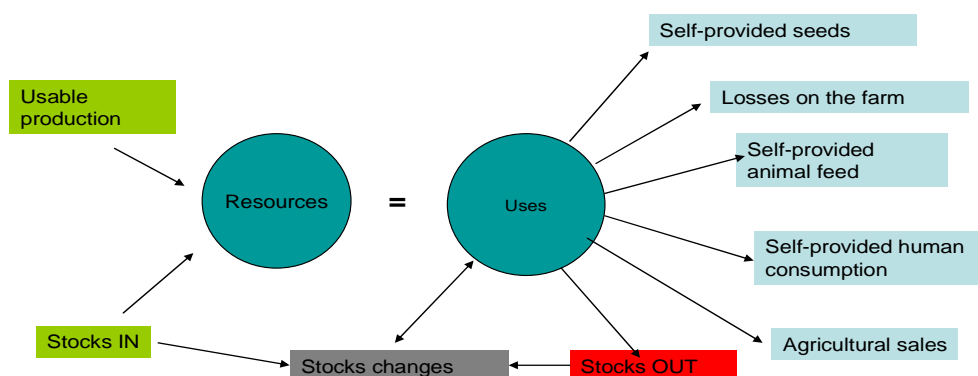 Self-provided seeds
Usable
production
Losses on the farm
Self-provided
animal feed
Resources
=
Uses
Self-provided human
consumption
Stocks IN
Stocks changes
Stocks OUT
Agricultural sales